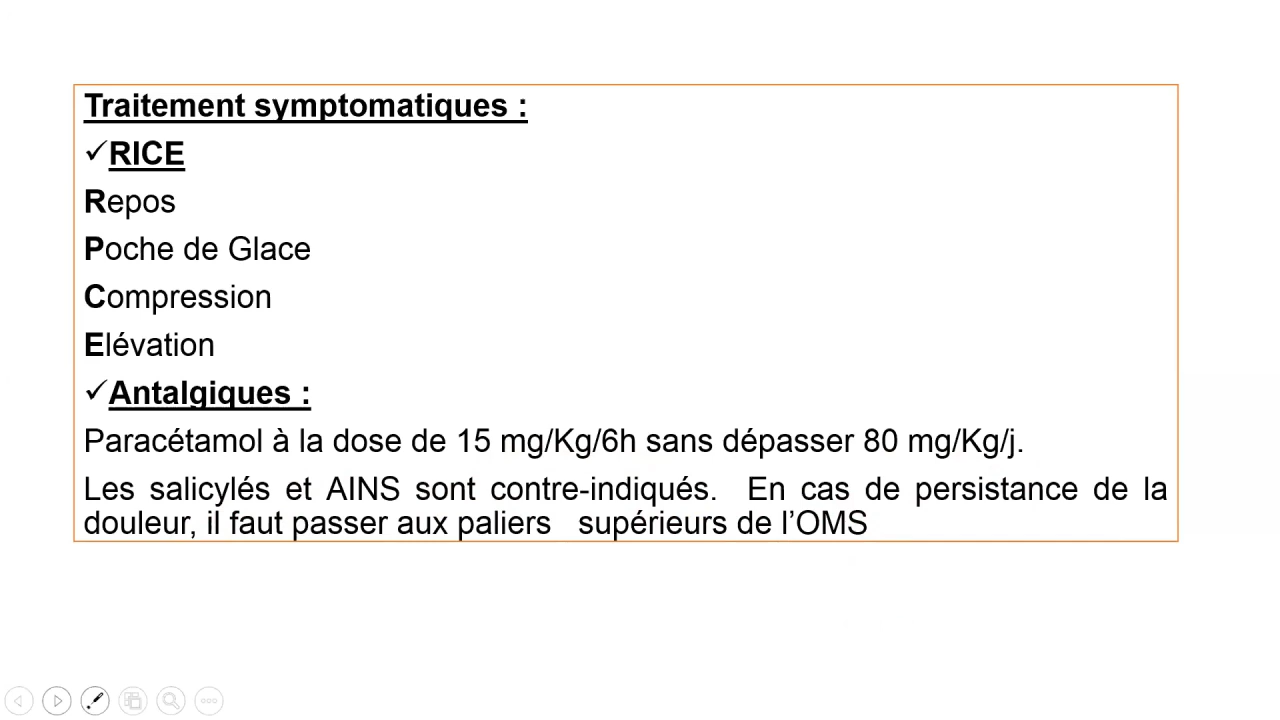 Traitement symptomatiques :
✓RICE
Repos
Poche de Glace
Compression
Elévation
✓Antalgiques :
Paracétamol à la dose de 15 mg/Kg/6h sans dépasser 80 mg/Kg/j.
Les salicylés et AINS sont contre-indiqués. En cas de persistance de la
douleur, il faut passer aux paliers supérieurs de l’OMS